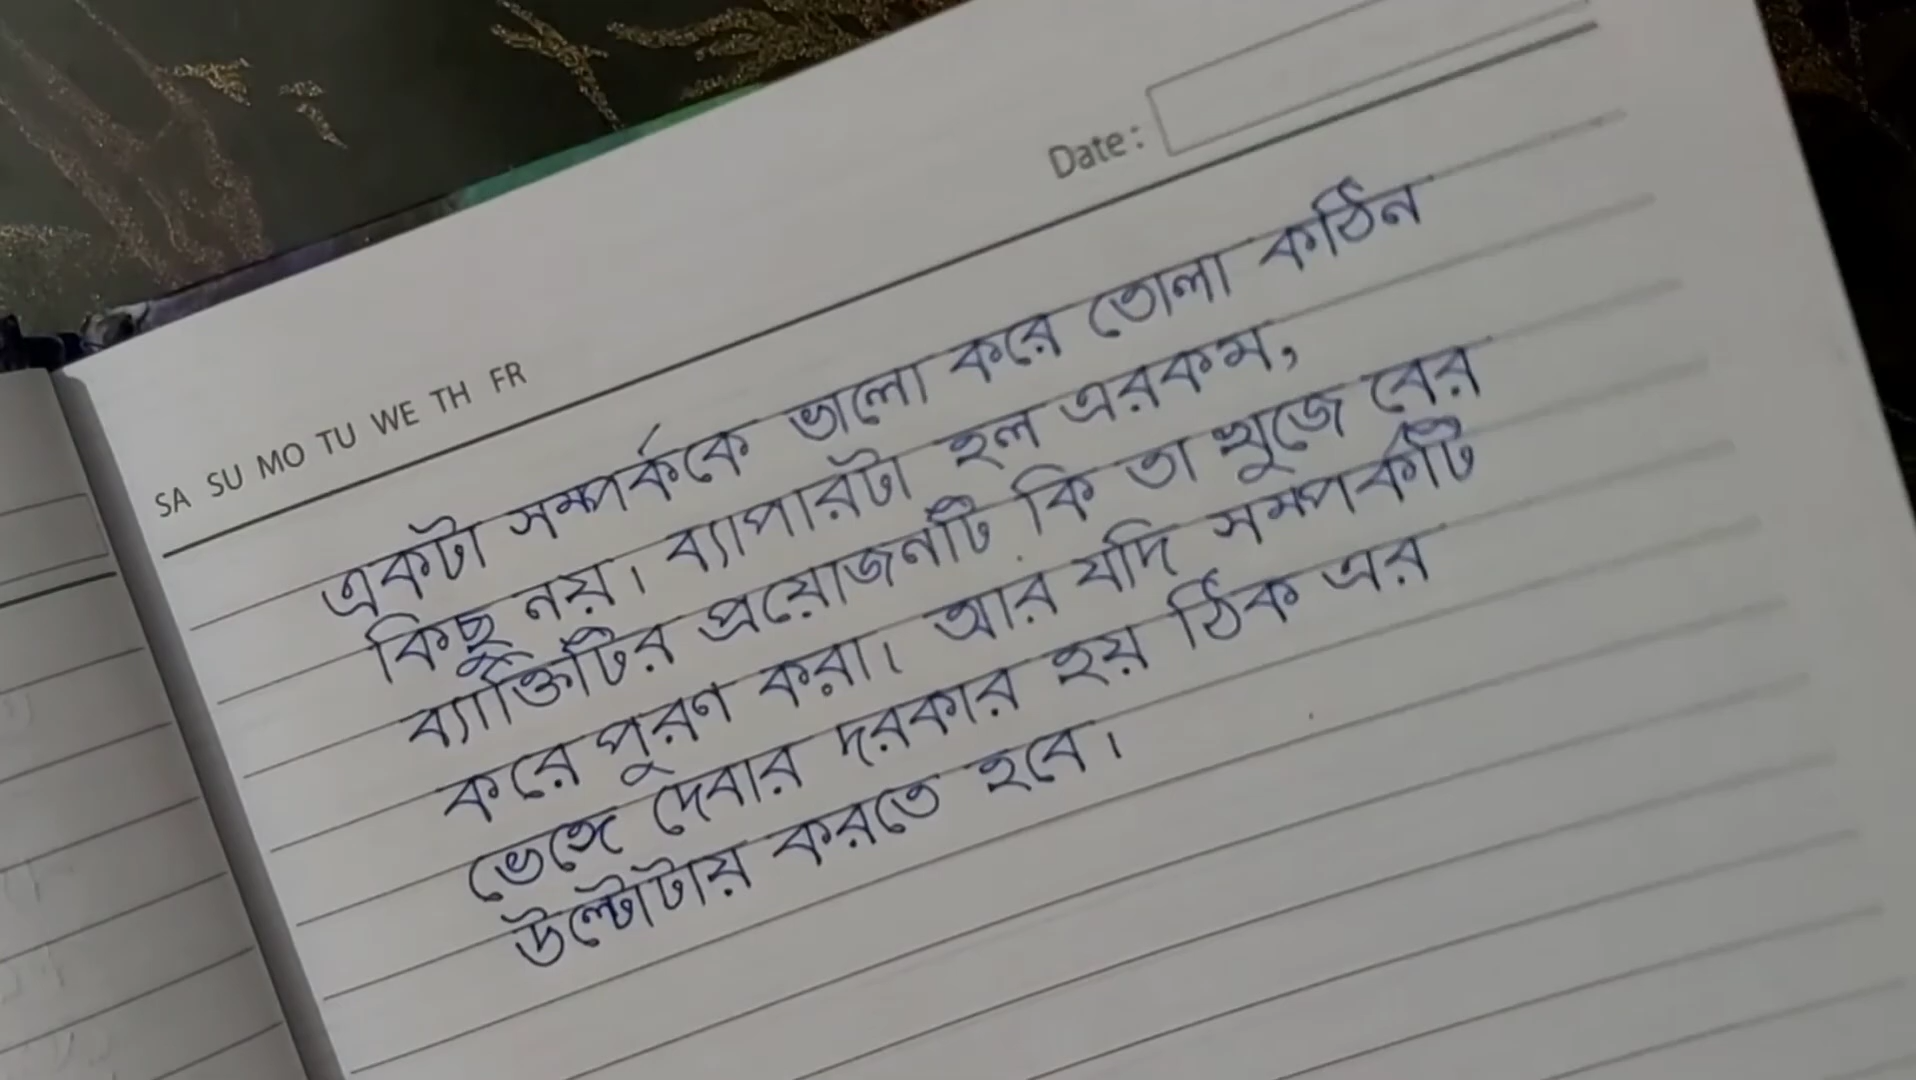 Date:
SA SU MO TU WE TH FR
একটা সম্পর্ককে ভালো করে তোলা কঠিন
কিছু নয়। ব্যাপারটা হল এরকম,
ব্যাক্তিটির প্রয়োজনটি কি তা খুজে বের
করে পুরণ করা। আর যদি সম্পর্কটি
ভেঙ্গে দেবার দরকার হয় ঠিক এর
উল্টোটায় করতে হবে।